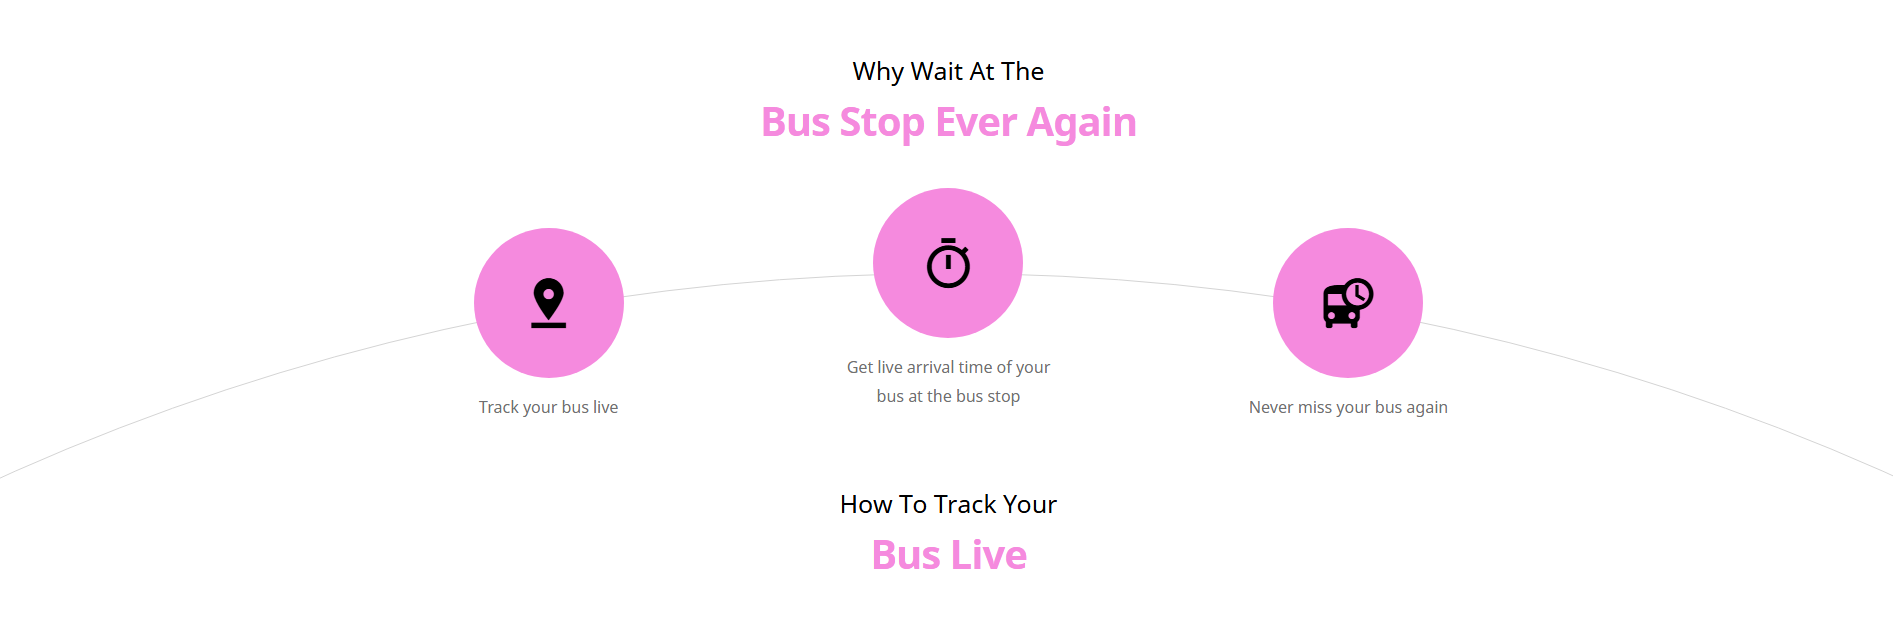 Why Wait At The
Bus Stop Ever Again
Track your bus live
Get live arrival time of your
bus at the bus stop
Never miss your bus again
How To Track Your
Bus Live